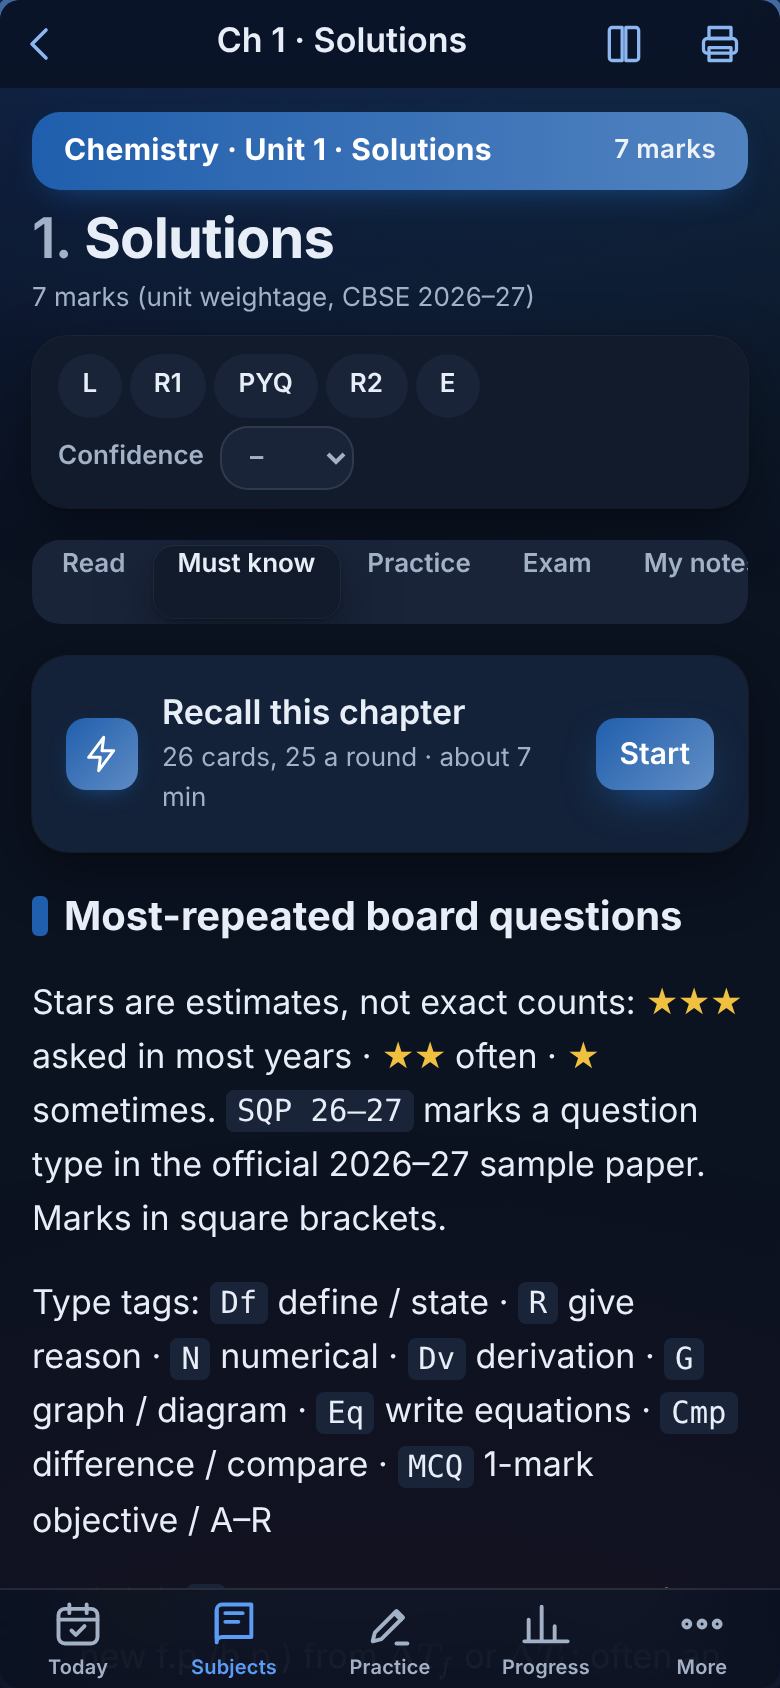 Ch 1 · Solutions
Chemistry · Unit 1 · Solutions 7 marks
1. Solutions
7 marks (unit weightage, CBSE 2026–27)
L R1 PYQ R2 E
Confidence –
Read Must know Practice Exam My note
Recall this chapter
26 cards, 25 a round · about 7
min
Start
Most-repeated board questions
Stars are estimates, not exact counts: ★★★
asked in most years · ★★ often · ★
sometimes. SQP 26–27 marks a question
type in the official 2026–27 sample paper.
Marks in square brackets.
Type tags: Df define / state · R give
reason · N numerical · Dv derivation · G
graph / diagram · Eq write equations · Cmp
difference / compare · MCQ 1-mark
objective / A–R
Today Subjects Practice Progress More